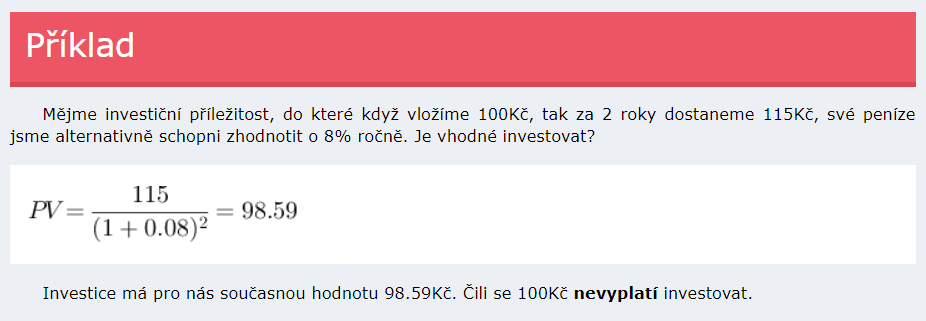 Příklad
Mějme investiční příležitost, do které když vložíme 100Kč, tak za 2 roky dostaneme 115Kč, své peníze
jsme alternativně schopni zhodnotit o 8% ročně. Je vhodné investovat?
PV = 115 / (1 + 0.08)² = 98.59
Investice má pro nás současnou hodnotu 98.59Kč. Čili se 100Kč nevyplatí investovat.